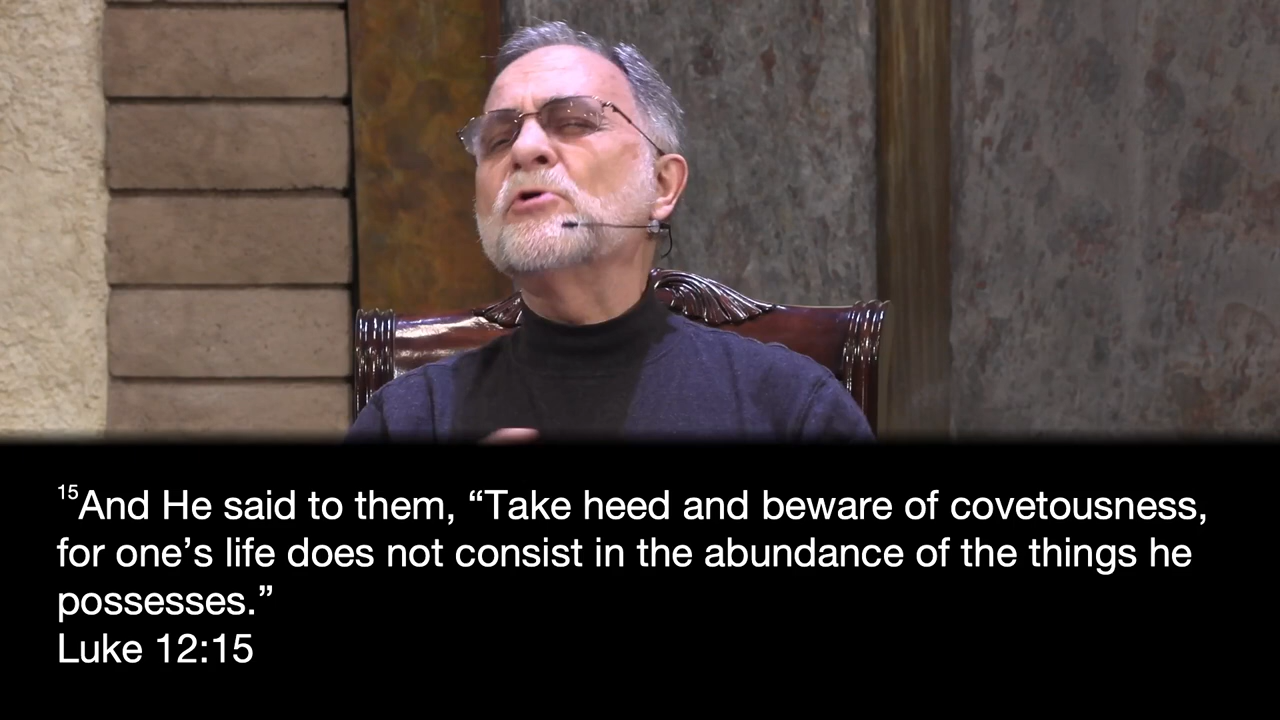 ¹⁵And He said to them, “Take heed and beware of covetousness,
for one’s life does not consist in the abundance of the things he
possesses.”
Luke 12:15